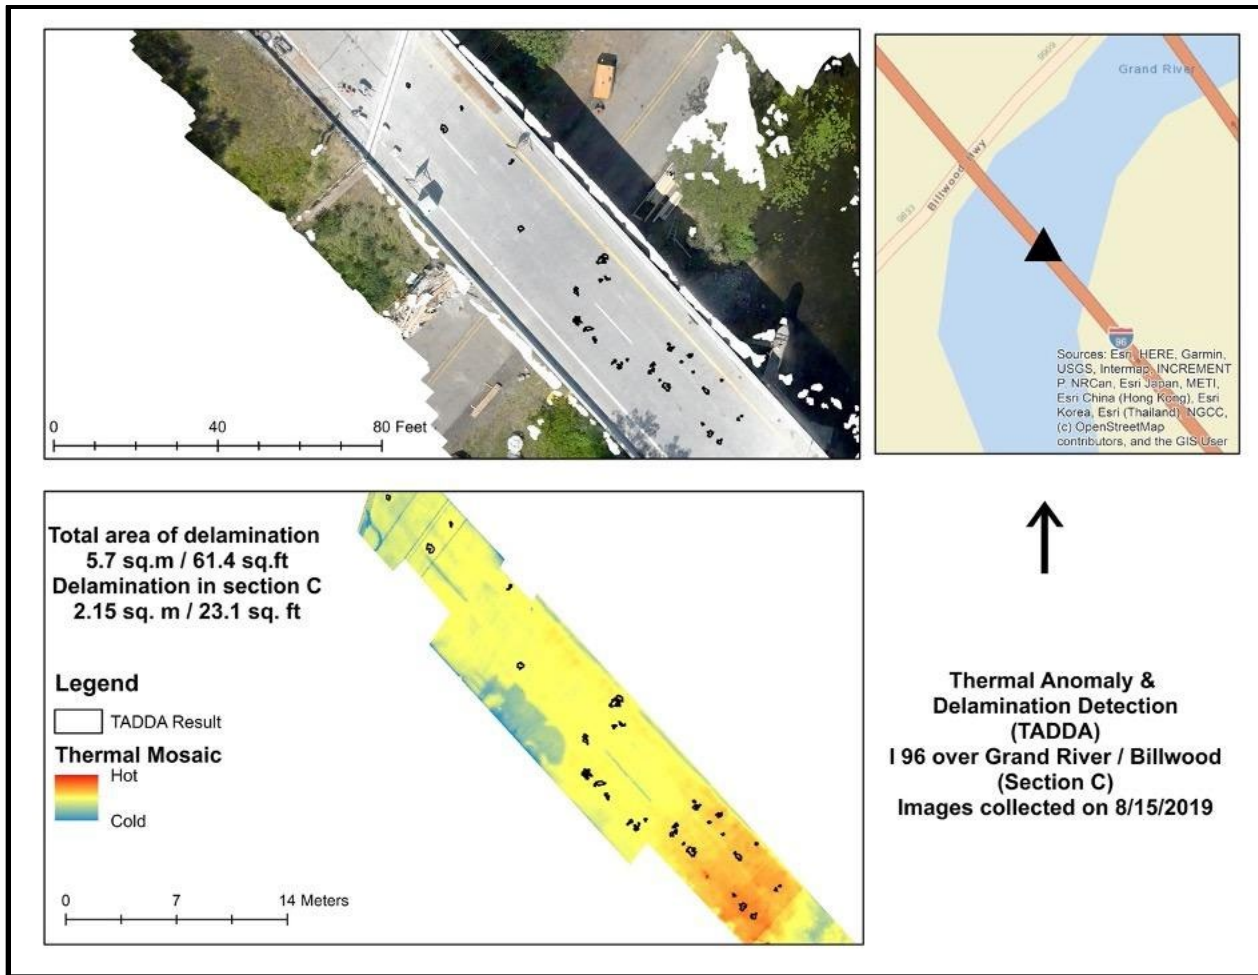 0 40 80 Feet
Grand River
9609
Billwood Hwy
9633
96
Sources: Esri, HERE, Garmin,
USGS, Intermap, INCREMENT
P, NRCan, Esri Japan, METI,
Esri China (Hong Kong), Esri
Korea, Esri (Thailand), NGCC,
(c) OpenStreetMap
contributors, and the GIS User
Total area of delamination
5.7 sq.m / 61.4 sq.ft
Delamination in section C
2.15 sq. m / 23.1 sq. ft
Legend
TADDA Result
Thermal Mosaic
Hot
Cold
0 7 14 Meters
Thermal Anomaly &
Delamination Detection
(TADDA)
I 96 over Grand River / Billwood
(Section C)
Images collected on 8/15/2019